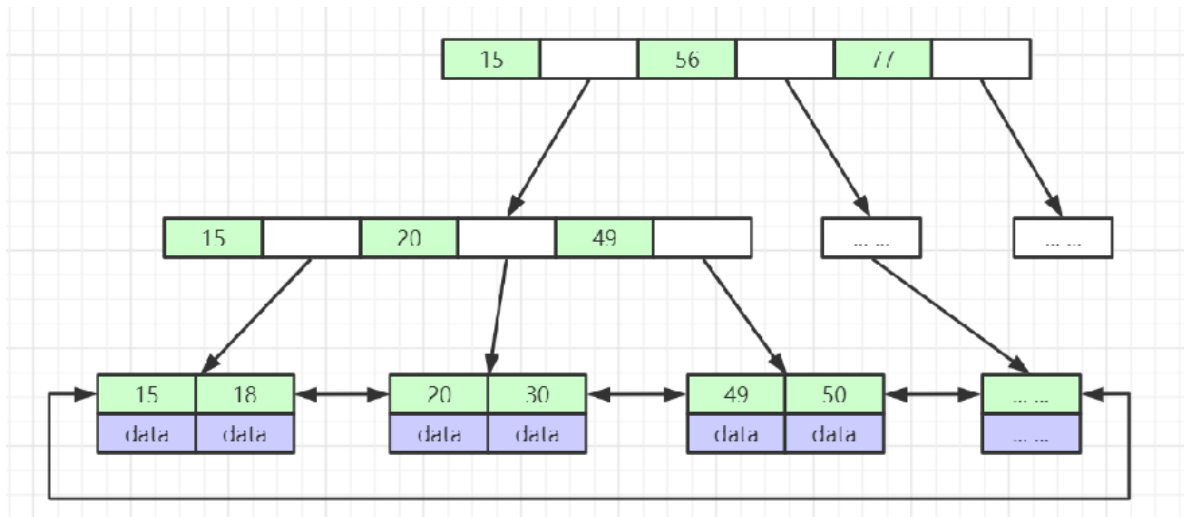 15 56 77
15 20 49 ... ... ... ...
15 18 20 30 49 50 ... ...
data data data data data data ... ...